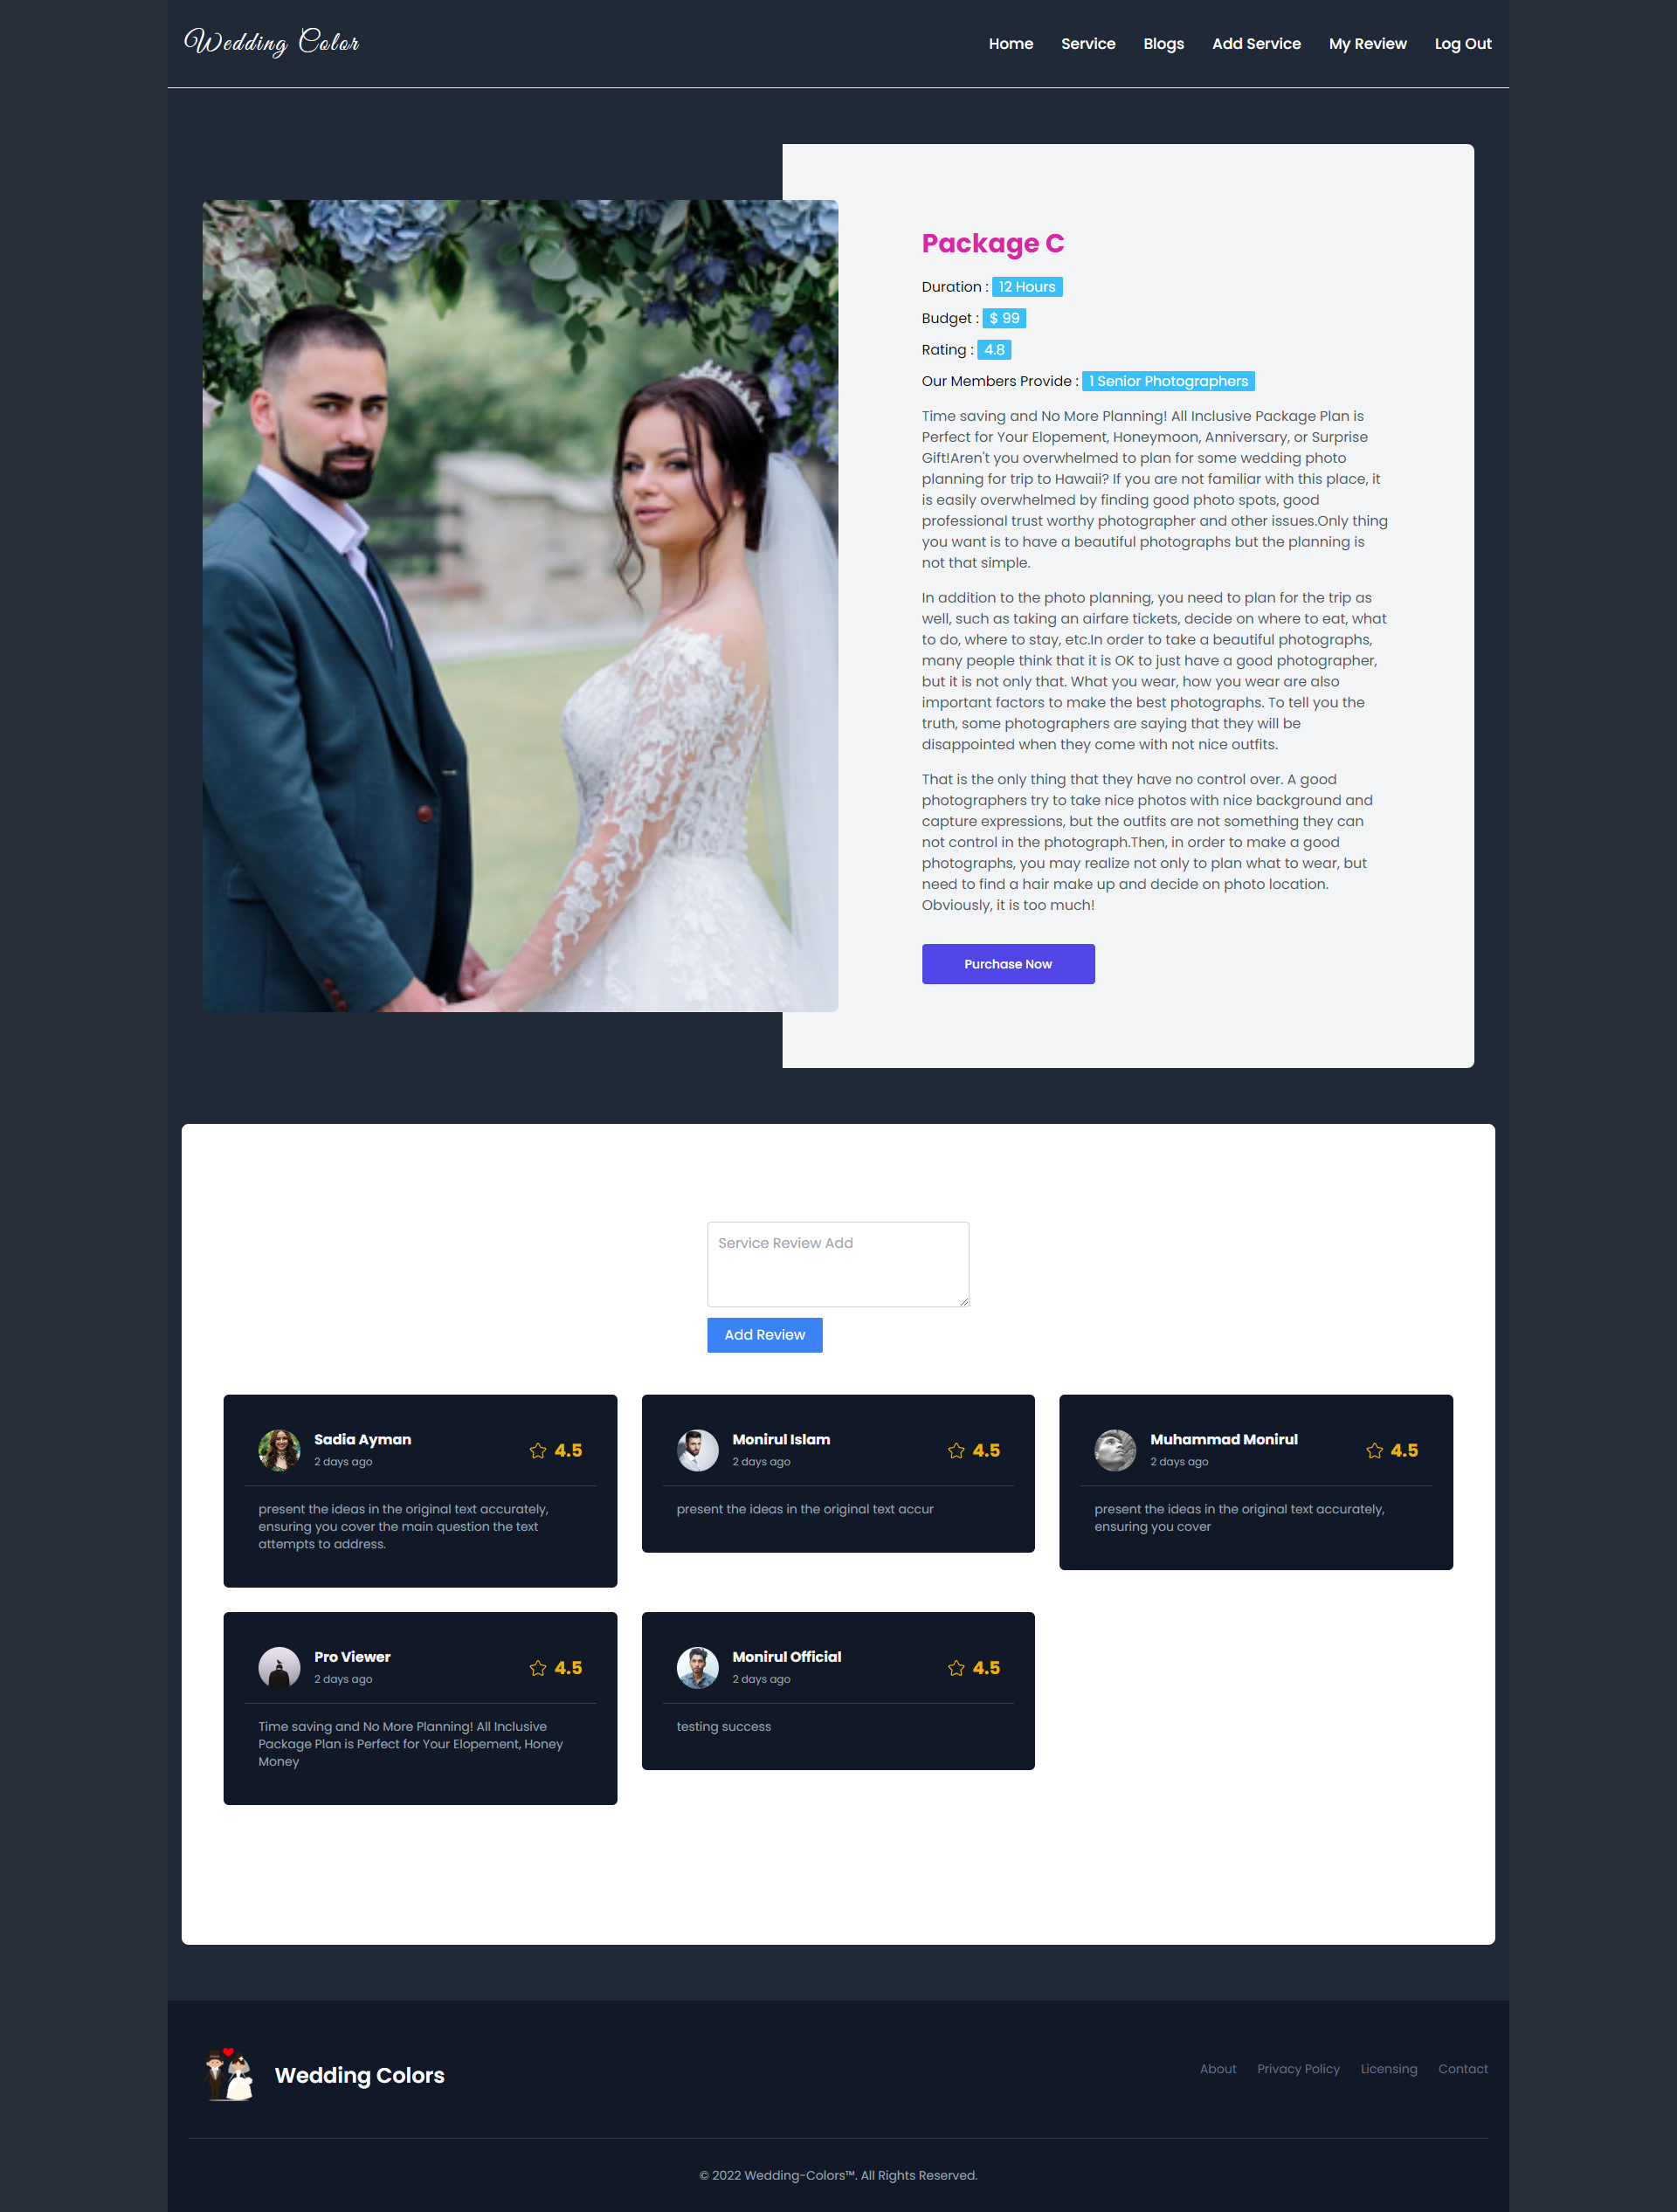 Wedding Color
Home Service Blogs Add Service My Review Log Out
Package C
Duration : 12 Hours
Budget : $ 99
Rating : 4.8
Our Members Provide : 1 Senior Photographers
Time saving and No More Planning! All Inclusive Package Plan is
Perfect for Your Elopement, Honeymoon, Anniversary, or Surprise
Gift!Aren't you overwhelmed to plan for some wedding photo
planning for trip to Hawaii? If you are not familiar with this place, it
is easily overwhelmed by finding good photo spots, good
professional trust worthy photographer and other issues.Only thing
you want is to have a beautiful photographs but the planning is
not that simple.
In addition to the photo planning, you need to plan for the trip as
well, such as taking an airfare tickets, decide on where to eat, what
to do, where to stay, etc.In order to take a beautiful photographs,
many people think that it is OK to just have a good photographer,
but it is not only that. What you wear, how you wear are also
important factors to make the best photographs. To tell you the
truth, some photographers are saying that they will be
disappointed when they come with not nice outfits.
That is the only thing that they have no control over. A good
photographers try to take nice photos with nice background and
capture expressions, but the outfits are not something they can
not control in the photograph.Then, in order to make a good
photographs, you may realize not only to plan what to wear, but
need to find a hair make up and decide on photo location.
Obviously, it is too much!
Purchase Now
Service Review Add
Add Review
Sadia Ayman
2 days ago
4.5
present the ideas in the original text accurately,
ensuring you cover the main question the text
attempts to address.
Monirul Islam
2 days ago
4.5
present the ideas in the original text accur
Muhammad Monirul
2 days ago
4.5
present the ideas in the original text accurately,
ensuring you cover
Pro Viewer
2 days ago
4.5
Time saving and No More Planning! All Inclusive
Package Plan is Perfect for Your Elopement, Honey
Money
Monirul Official
2 days ago
4.5
testing success
Wedding Colors
About Privacy Policy Licensing Contact
© 2022 Wedding-Colors™. All Rights Reserved.